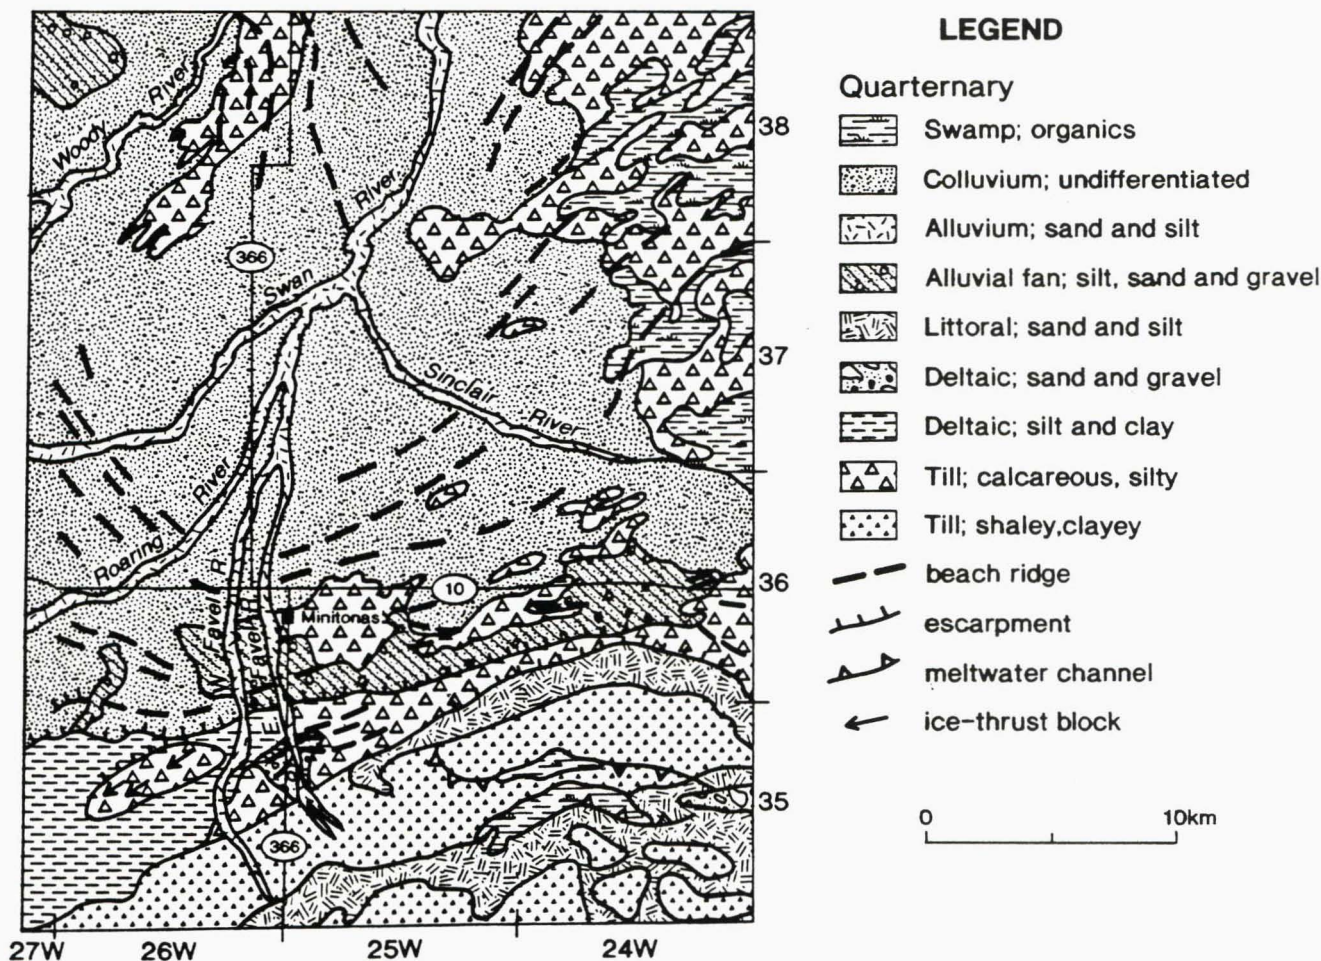 LEGEND
Quarternary
Swamp; organics
Colluvium; undifferentiated
Alluvium; sand and silt
Alluvial fan; silt, sand and gravel
Littoral; sand and silt
Deltaic; sand and gravel
Deltaic; silt and clay
Till; calcareous, silty
Till; shaley,clayey
beach ridge
escarpment
meltwater channel
ice-thrust block
0 10km
Woody River
River
366
Swan
Sinclair River
Roaring River
W. Favel R.
E. Favel R.
10
Minitonas
366
38
37
36
35
27W 26W 25W 24W